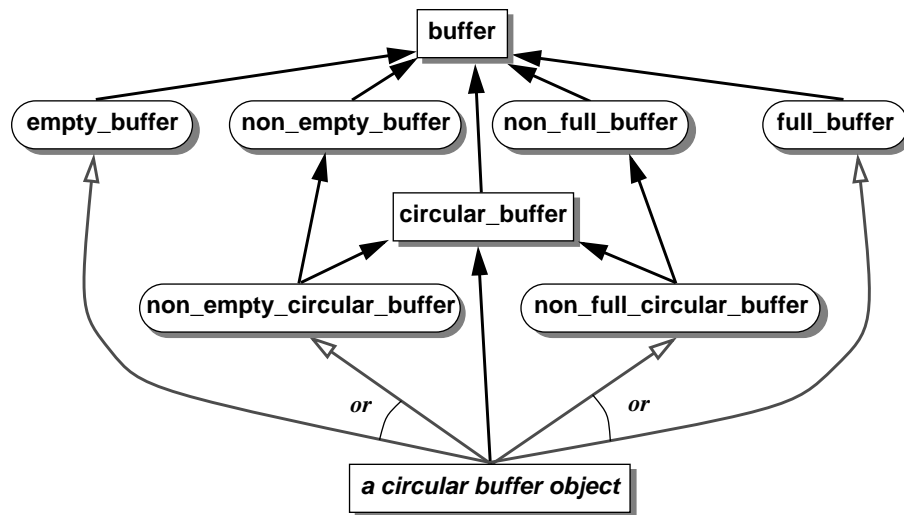 buffer
empty_buffer
non_empty_buffer
non_full_buffer
full_buffer
circular_buffer
non_empty_circular_buffer
non_full_circular_buffer
or
or
a circular buffer object